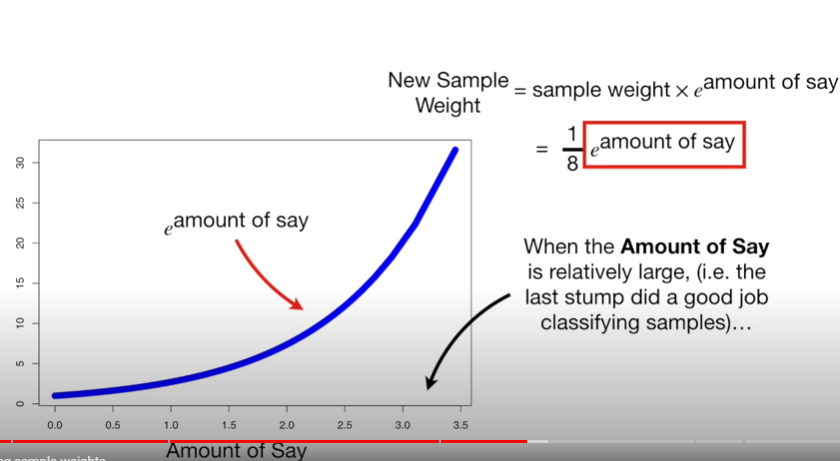 New Sample = sample weight × e^amount of say
Weight
= 1/8 e^amount of say
e^amount of say
When the Amount of Say
is relatively large, (i.e. the
last stump did a good job
classifying samples)…
30
25
20
15
10
5
0
0.0 0.5 1.0 1.5 2.0 2.5 3.0 3.5
Amount of Say
sample weights